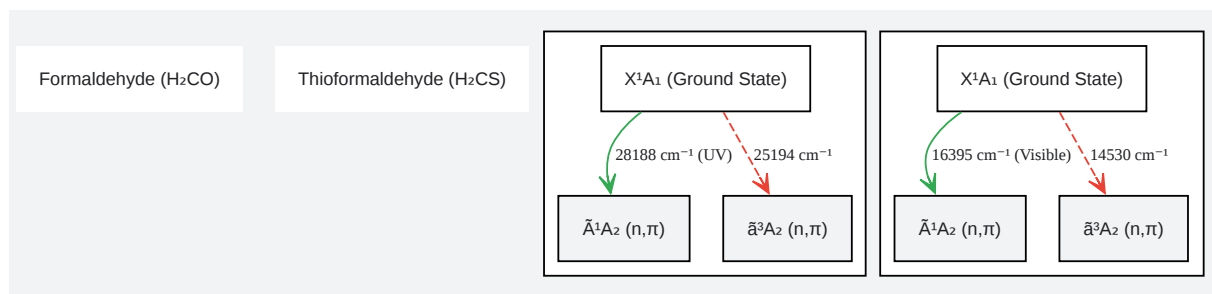 Formaldehyde (H₂CO)
Thioformaldehyde (H₂CS)
X¹A₁ (Ground State)
28188 cm⁻¹ (UV)
25194 cm⁻¹
Ã¹A₂ (n,π)
ã³A₂ (n,π)
X¹A₁ (Ground State)
16395 cm⁻¹ (Visible)
14530 cm⁻¹
Ã¹A₂ (n,π)
ã³A₂ (n,π)